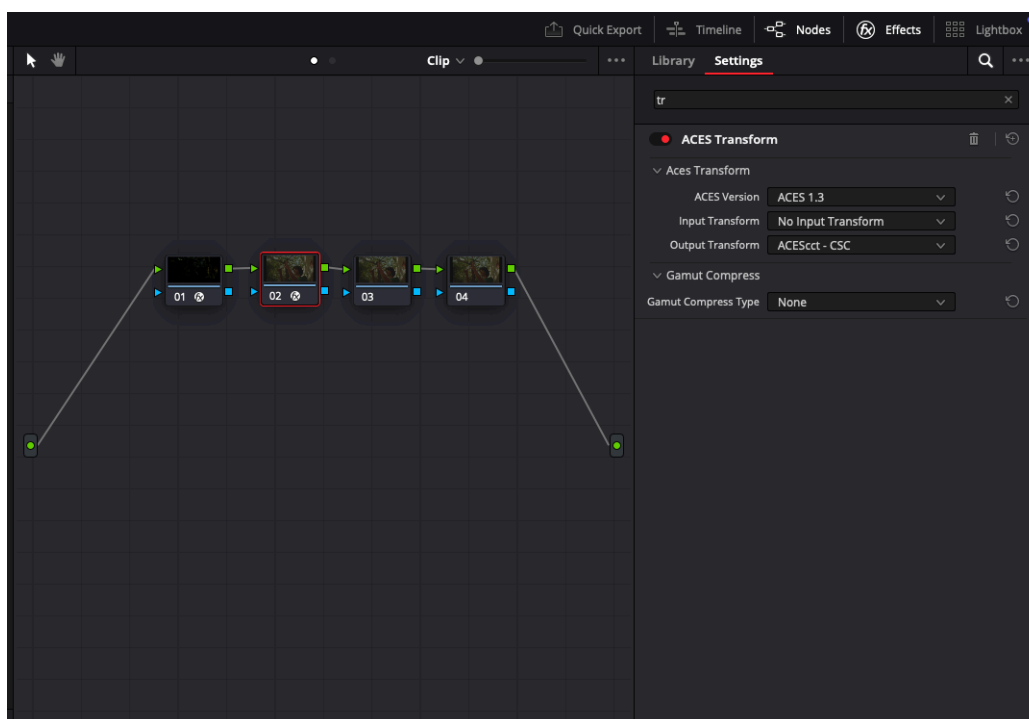 Quick Export Timeline Nodes Effects Lightbox
Clip Library Settings
tr
ACES Transform
Aces Transform
ACES Version ACES 1.3
Input Transform No Input Transform
Output Transform ACEScct - CSC
Gamut Compress
Gamut Compress Type None
01 02 03 04